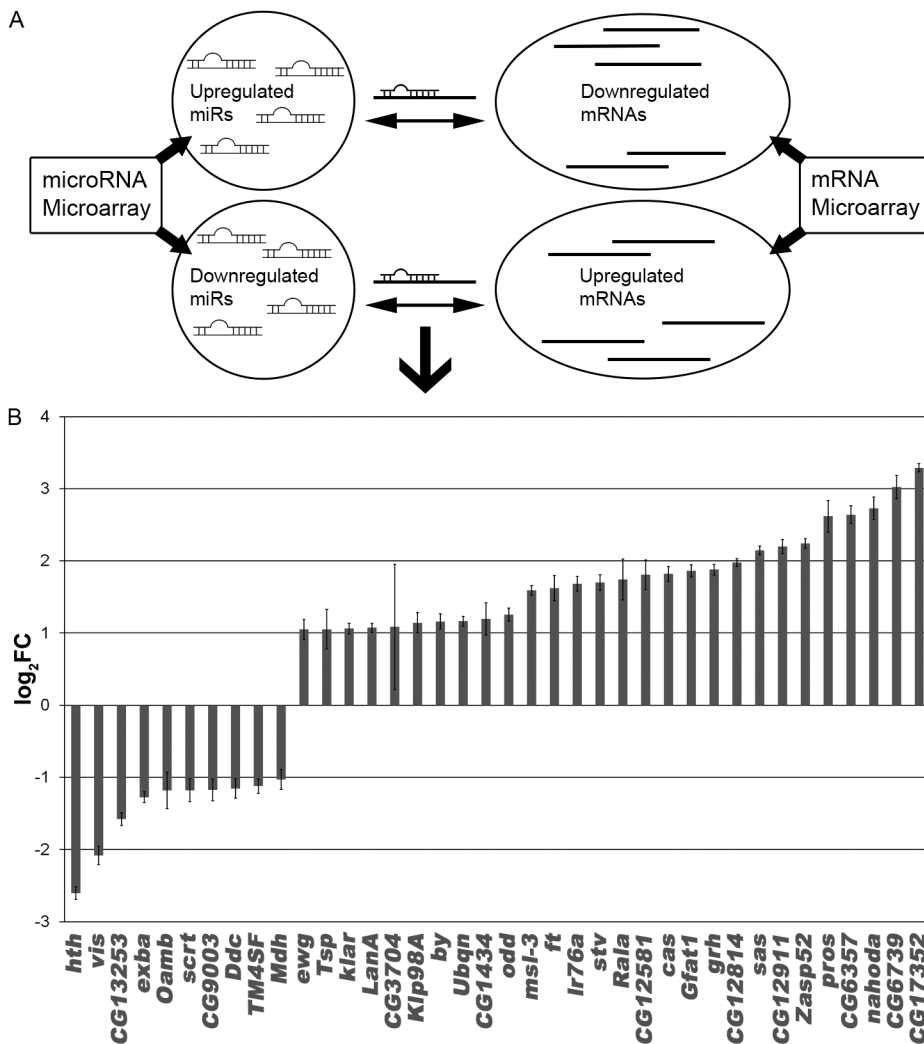 A
Upregulated
miRs
Downregulated
mRNAs
microRNA
Microarray
mRNA
Microarray
Downregulated
miRs
Upregulated
mRNAs
B
4
3
2
1
0
-1
-2
-3
log₂FC
hth
vis
CG13253
exba
Oamb
scrt
CG9003
Ddc
TM4SF
Mdh
ewg
Tsp
klar
LanA
CG3704
Klp98A
by
Ubqn
CG1434
odd
msl-3
ft
Ir76a
stv
Rala
CG12581
cas
Gfat1
grh
CG12814
sas
CG12911
Zasp52
pros
CG6357
nahoda
CG6739
CG17352